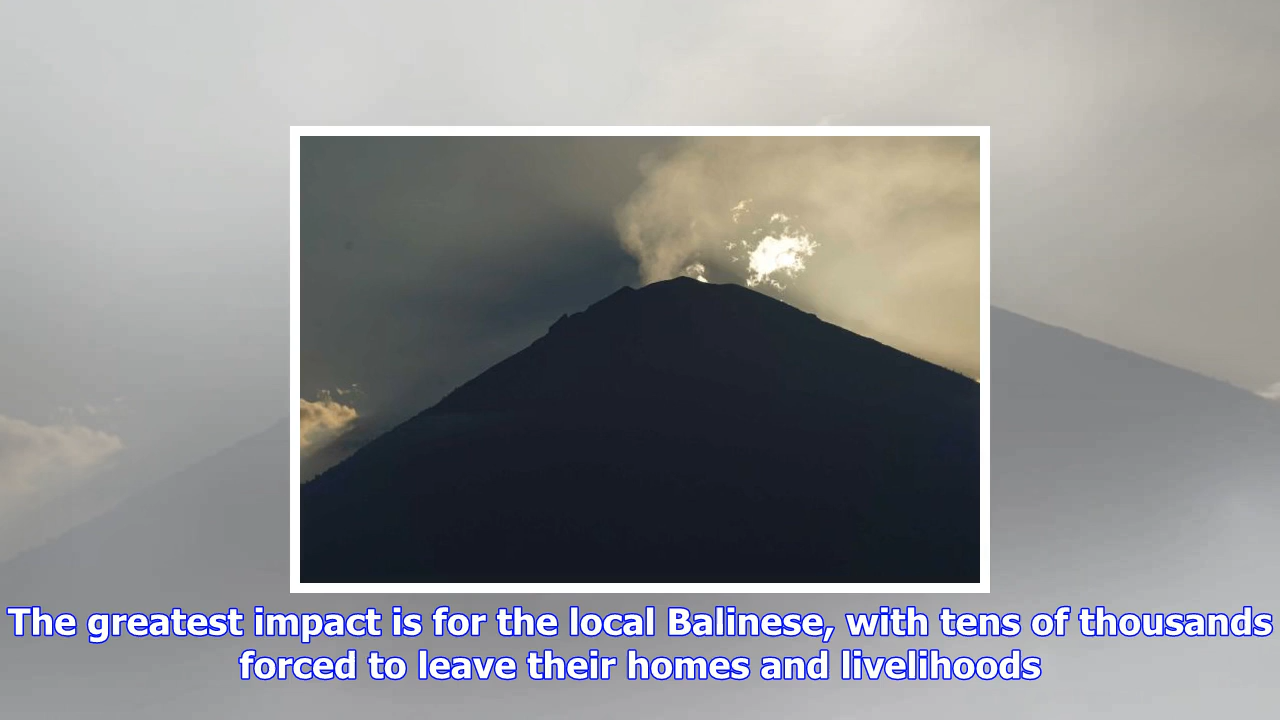 The greatest impact is for the local Balinese, with tens of thousands
forced to leave their homes and livelihoods